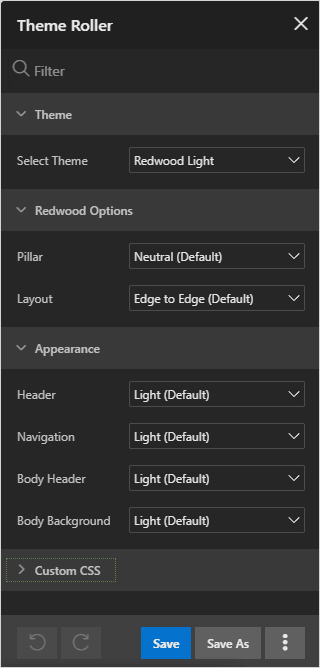 Theme Roller
Filter
Theme
Select Theme Redwood Light
Redwood Options
Pillar Neutral (Default)
Layout Edge to Edge (Default)
Appearance
Header Light (Default)
Navigation Light (Default)
Body Header Light (Default)
Body Background Light (Default)
Custom CSS
Save Save As